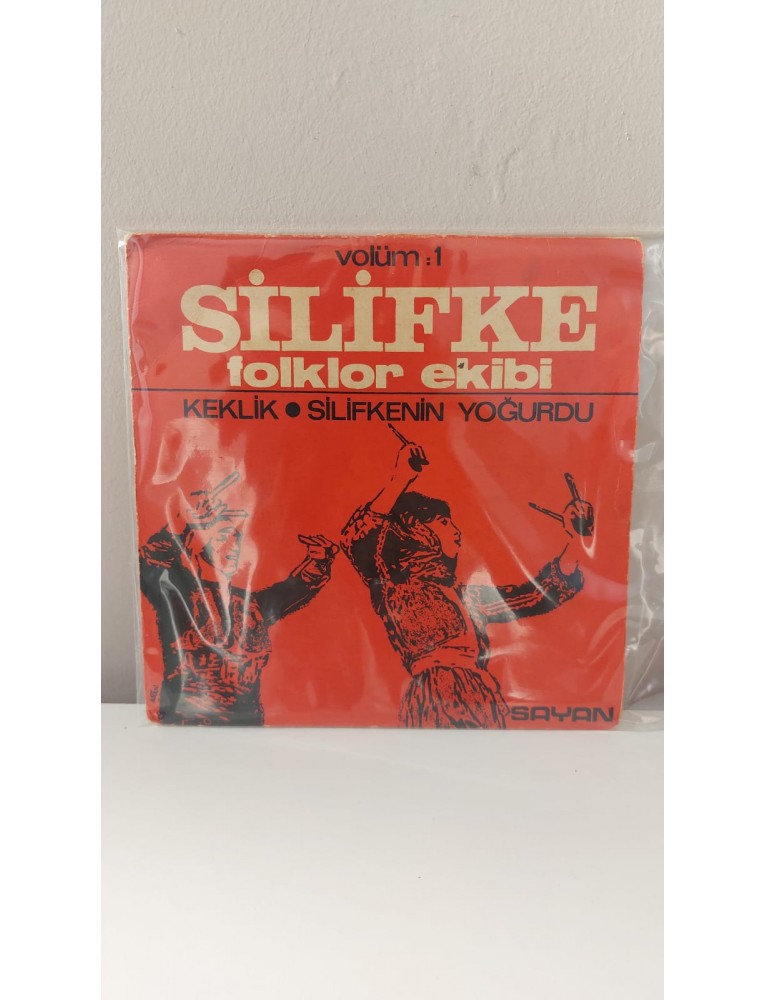 volüm:1
SİLİFKE
folklor ekibi
KEKLİK ● SİLİFKENİN YOĞURDU
SAYAN